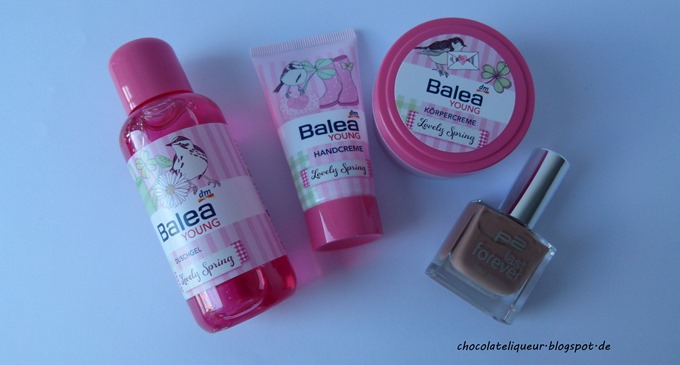 dm
Balea
YOUNG
DUSCHGEL
Lovely Spring
dm
Balea
YOUNG
HANDCREME
Lovely Spring
dm
Balea
YOUNG
KÖRPERCREME
Lovely Spring
p2
last
forever
chocolateliqueur.blogspot.de